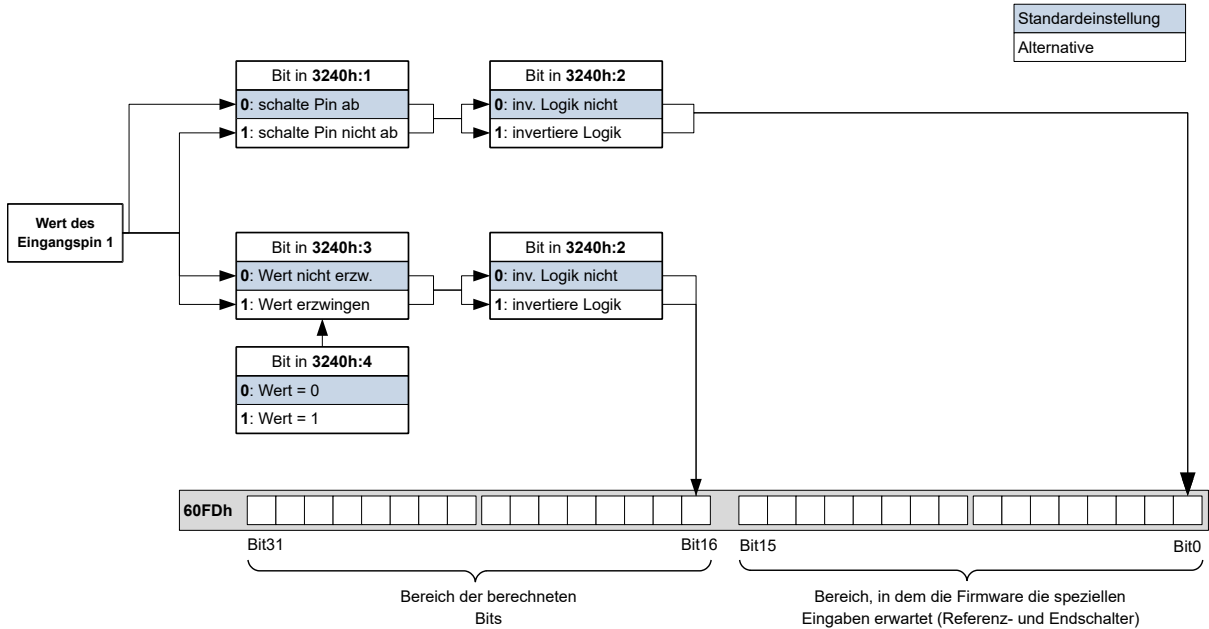 Standardeinstellung
Alternative
Bit in 3240h:1
0: schalte Pin ab
1: schalte Pin nicht ab
Bit in 3240h:2
0: inv. Logik nicht
1: invertiere Logik
Wert des
Eingangspin 1
Bit in 3240h:3
0: Wert nicht erzw.
1: Wert erzwingen
Bit in 3240h:2
0: inv. Logik nicht
1: invertiere Logik
Bit in 3240h:4
0: Wert = 0
1: Wert = 1
60FDh
Bit31
Bit16
Bit15
Bit0
Bereich der berechneten
Bits
Bereich, in dem die Firmware die speziellen
Eingaben erwartet (Referenz- und Endschalter)